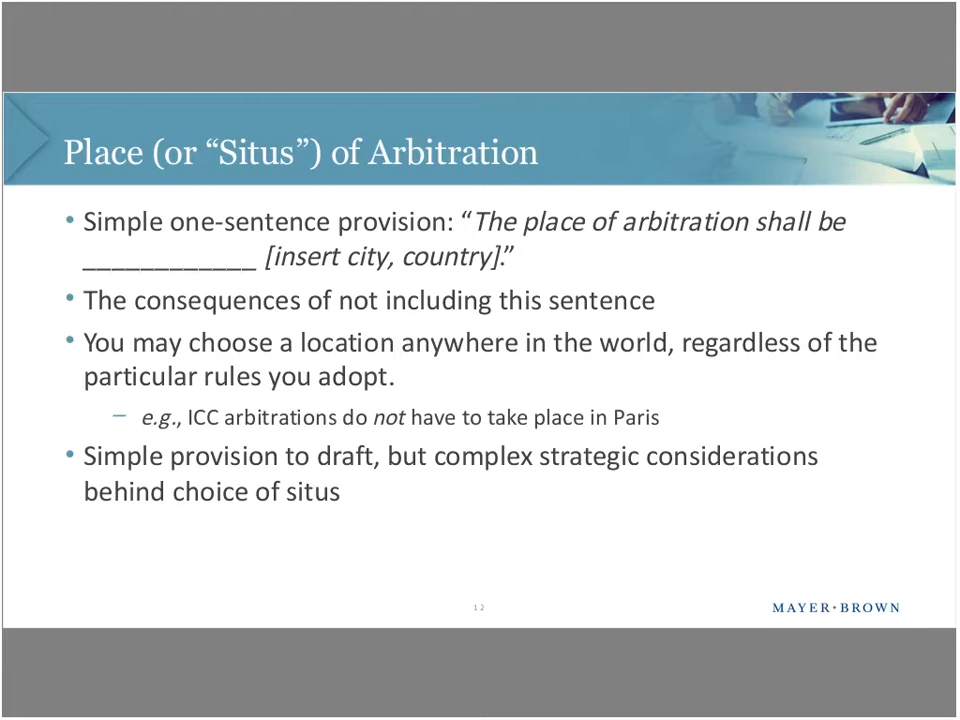 Place (or “Situs”) of Arbitration
• Simple one-sentence provision: “The place of arbitration shall be
____________ [insert city, country].”
• The consequences of not including this sentence
• You may choose a location anywhere in the world, regardless of the
particular rules you adopt.
– e.g., ICC arbitrations do not have to take place in Paris
• Simple provision to draft, but complex strategic considerations
behind choice of situs
12
MAYER•BROWN